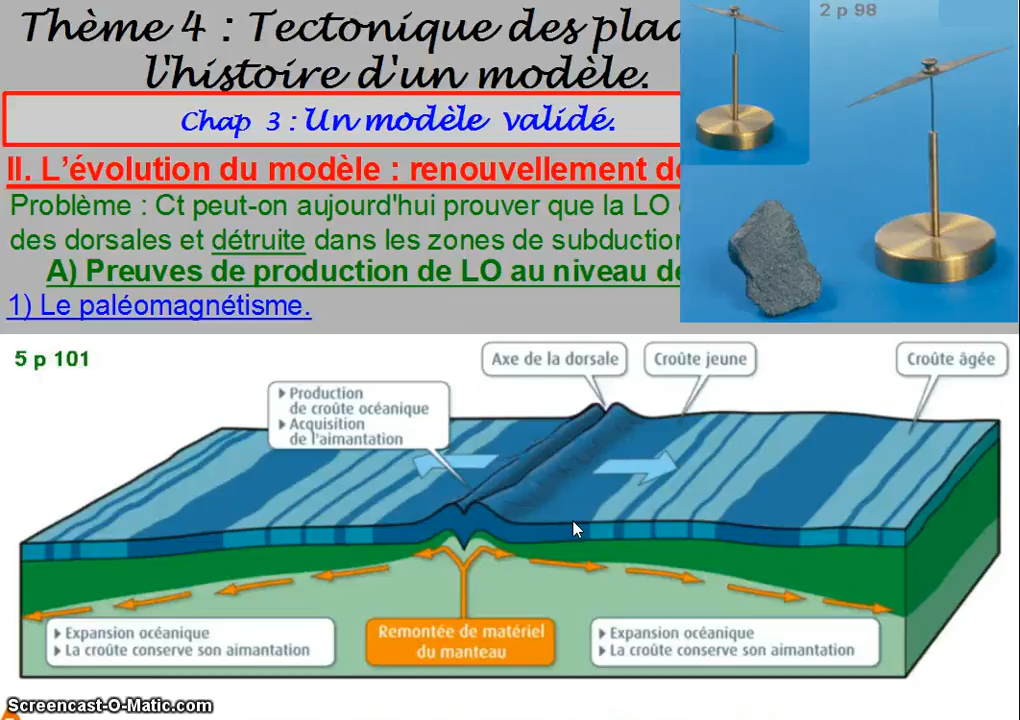 Thème 4 : Tectonique des pla
l'histoire d'un modèle.
2 p 98
Chap 3 : Un modèle validé.
II. L’évolution du modèle : renouvellement d
Problème : Ct peut-on aujourd'hui prouver que la LO
des dorsales et détruite dans les zones de subduction
A) Preuves de production de LO au niveau de
1) Le paléomagnétisme.
5 p 101
Axe de la dorsale
Croûte jeune
Croûte âgée
Production
de croûte océanique
Acquisition
de l'aimantation
Expansion océanique
La croûte conserve son aimantation
Remontée de matériel
du manteau
Expansion océanique
La croûte conserve son aimantation
Screencast-O-Matic.com